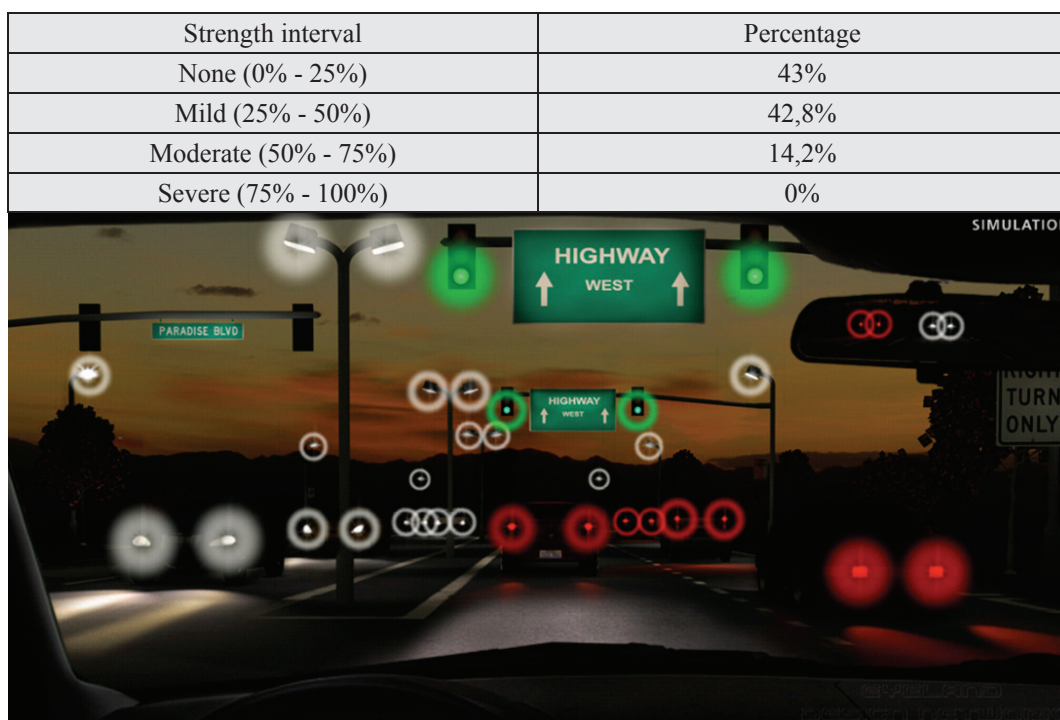 Strength interval Percentage
None (0% - 25%) 43%
Mild (25% - 50%) 42,8%
Moderate (50% - 75%) 14,2%
Severe (75% - 100%) 0%
SIMULATIO
HIGHWAY
WEST
PARADISE BLVD
HIGHWAY
WEST
TURN
ONLY